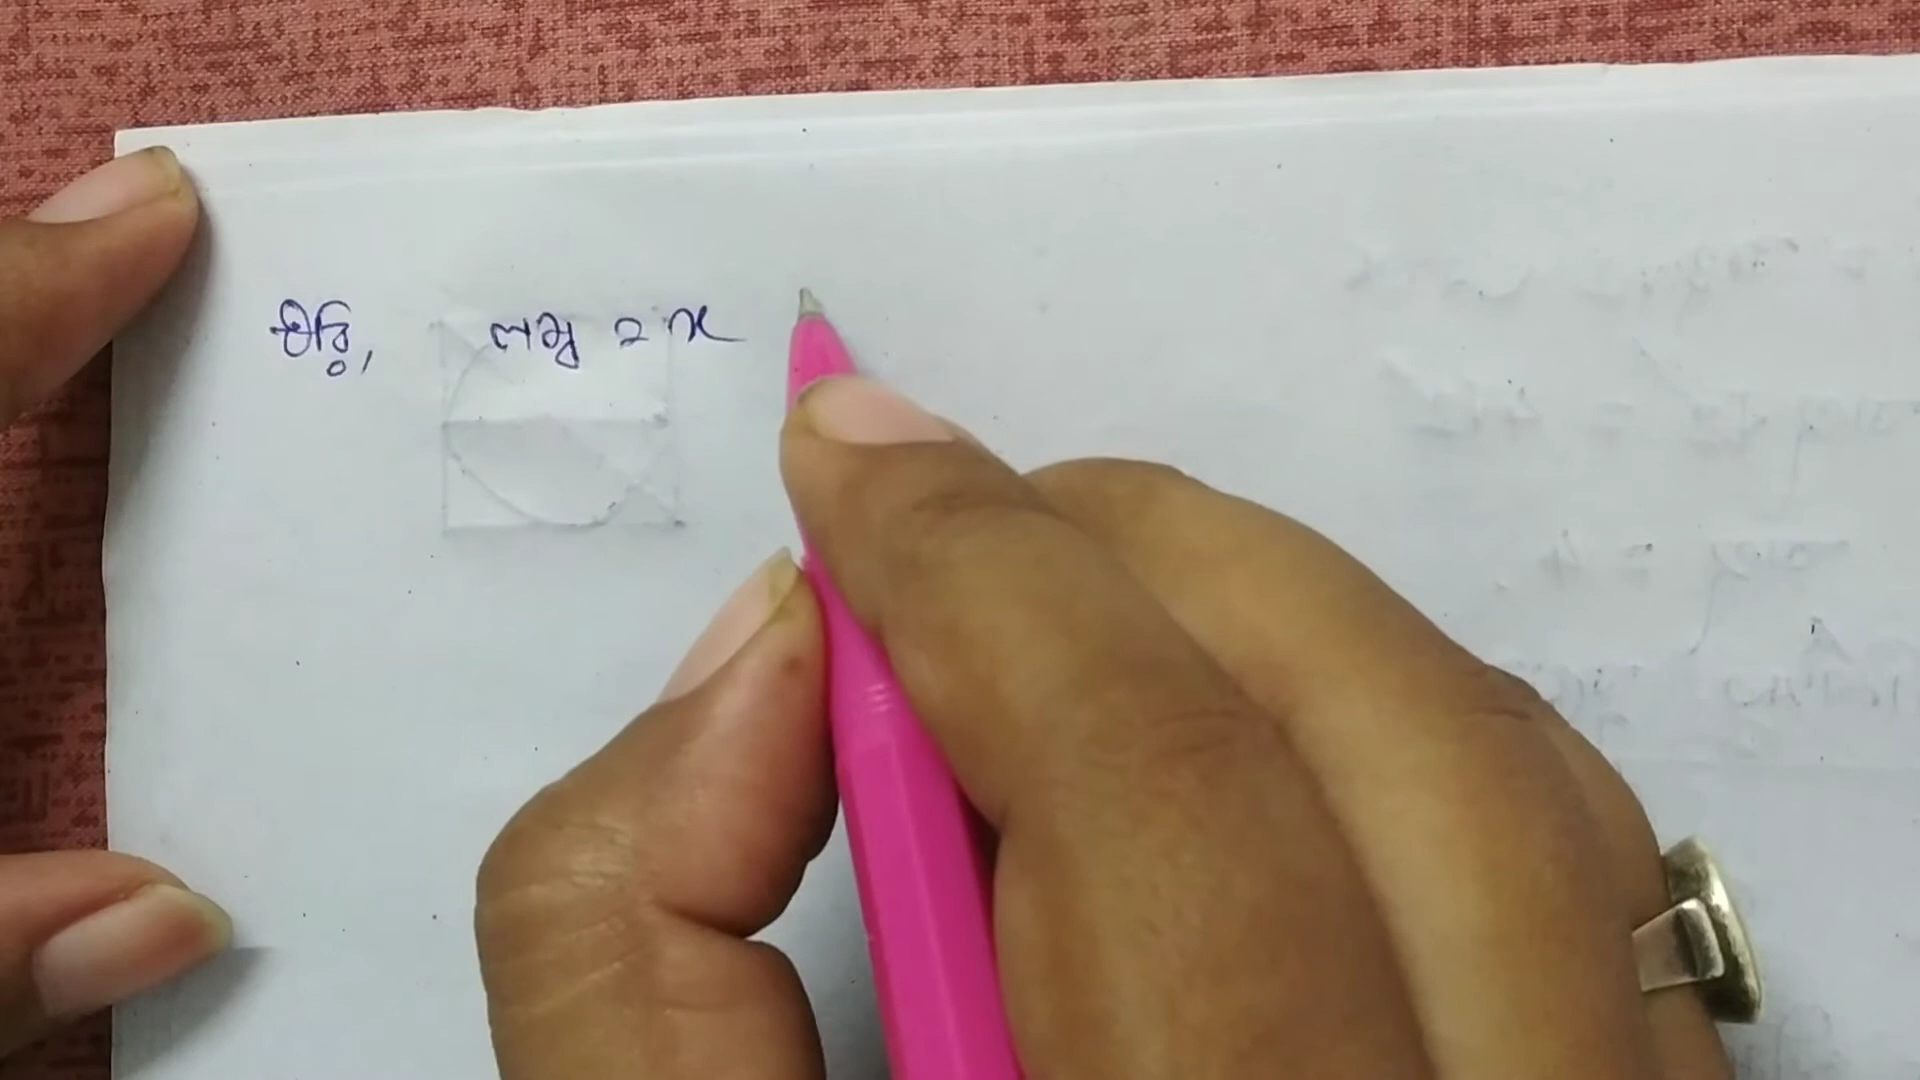 ধরি, লম্ব = x